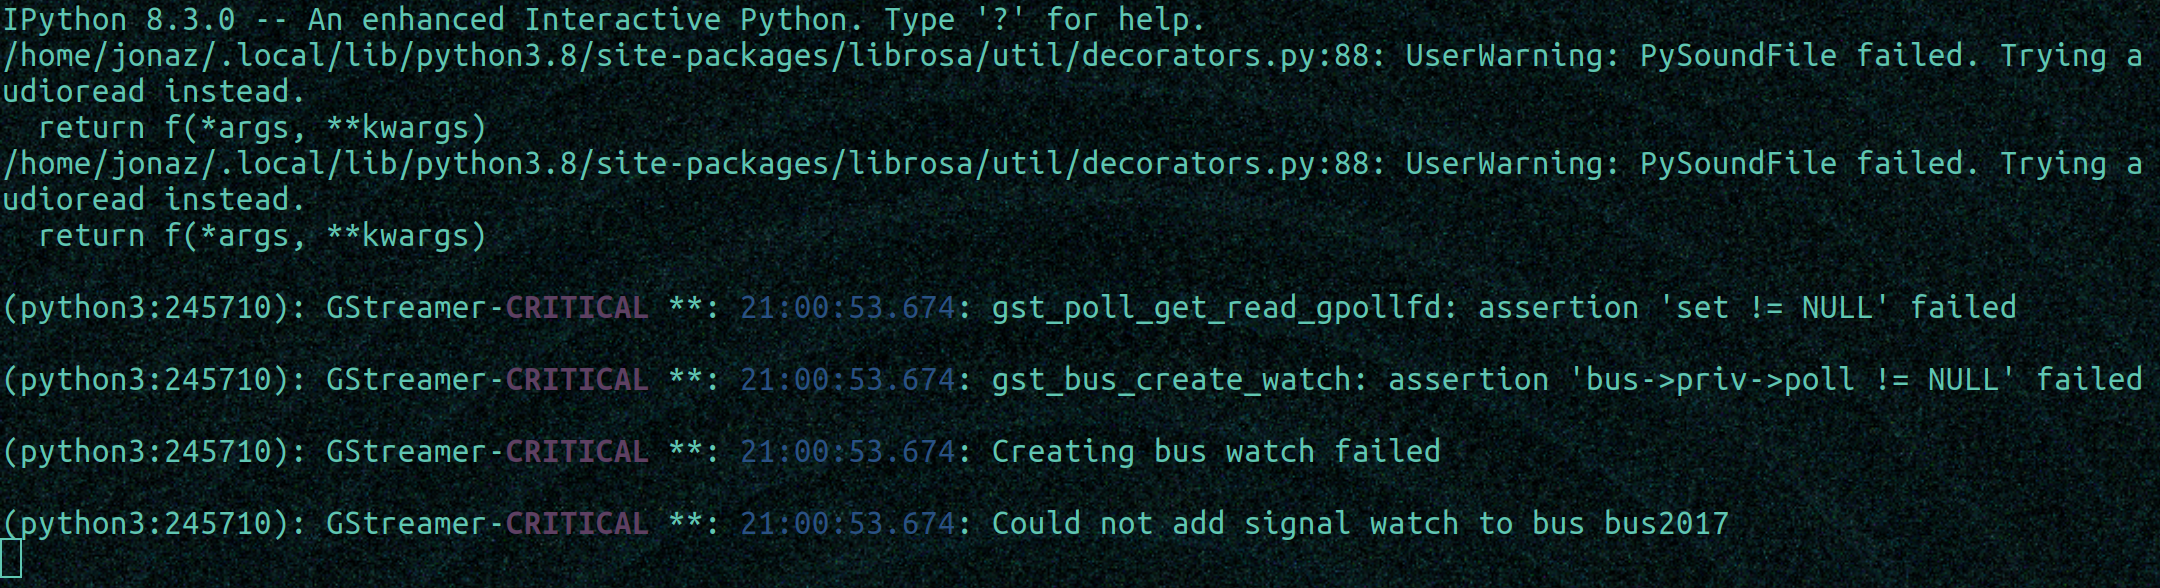 IPython 8.3.0 -- An enhanced Interactive Python. Type '?' for help.
/home/jonaz/.local/lib/python3.8/site-packages/librosa/util/decorators.py:88: UserWarning: PySoundFile failed. Trying a
udioread instead.
  return f(*args, **kwargs)
/home/jonaz/.local/lib/python3.8/site-packages/librosa/util/decorators.py:88: UserWarning: PySoundFile failed. Trying a
udioread instead.
  return f(*args, **kwargs)

(python3:245710): GStreamer-CRITICAL **: 21:00:53.674: gst_poll_get_read_gpollfd: assertion 'set != NULL' failed

(python3:245710): GStreamer-CRITICAL **: 21:00:53.674: gst_bus_create_watch: assertion 'bus->priv->poll != NULL' failed

(python3:245710): GStreamer-CRITICAL **: 21:00:53.674: Creating bus watch failed

(python3:245710): GStreamer-CRITICAL **: 21:00:53.674: Could not add signal watch to bus bus2017